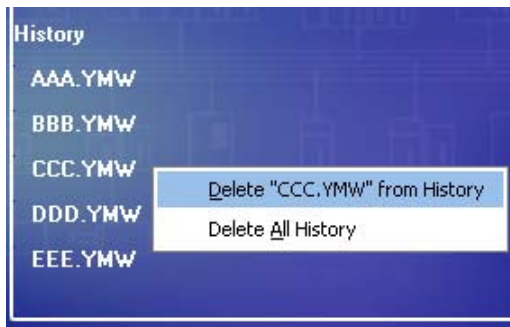 History
AAA.YMW
BBB.YMW
CCC.YMW
Delete "CCC.YMW" from History
DDD.YMW
Delete All History
EEE.YMW